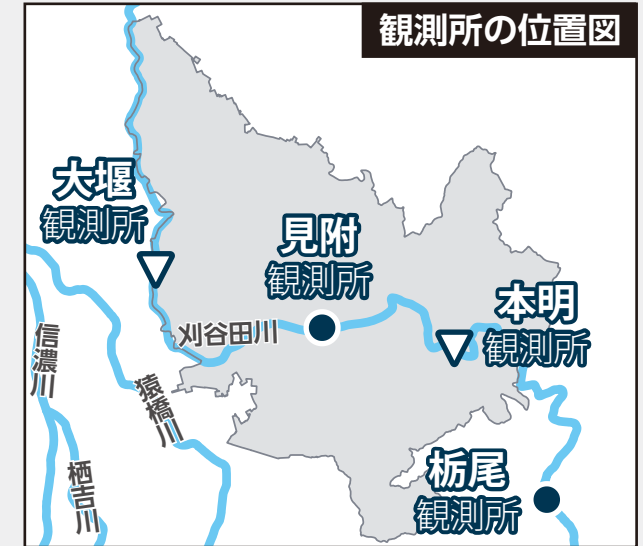 観測所の位置図
大堰
観測所
見附
観測所
本明
観測所
刈谷田川
信濃川
猿橋川
栖吉川
栃尾
観測所